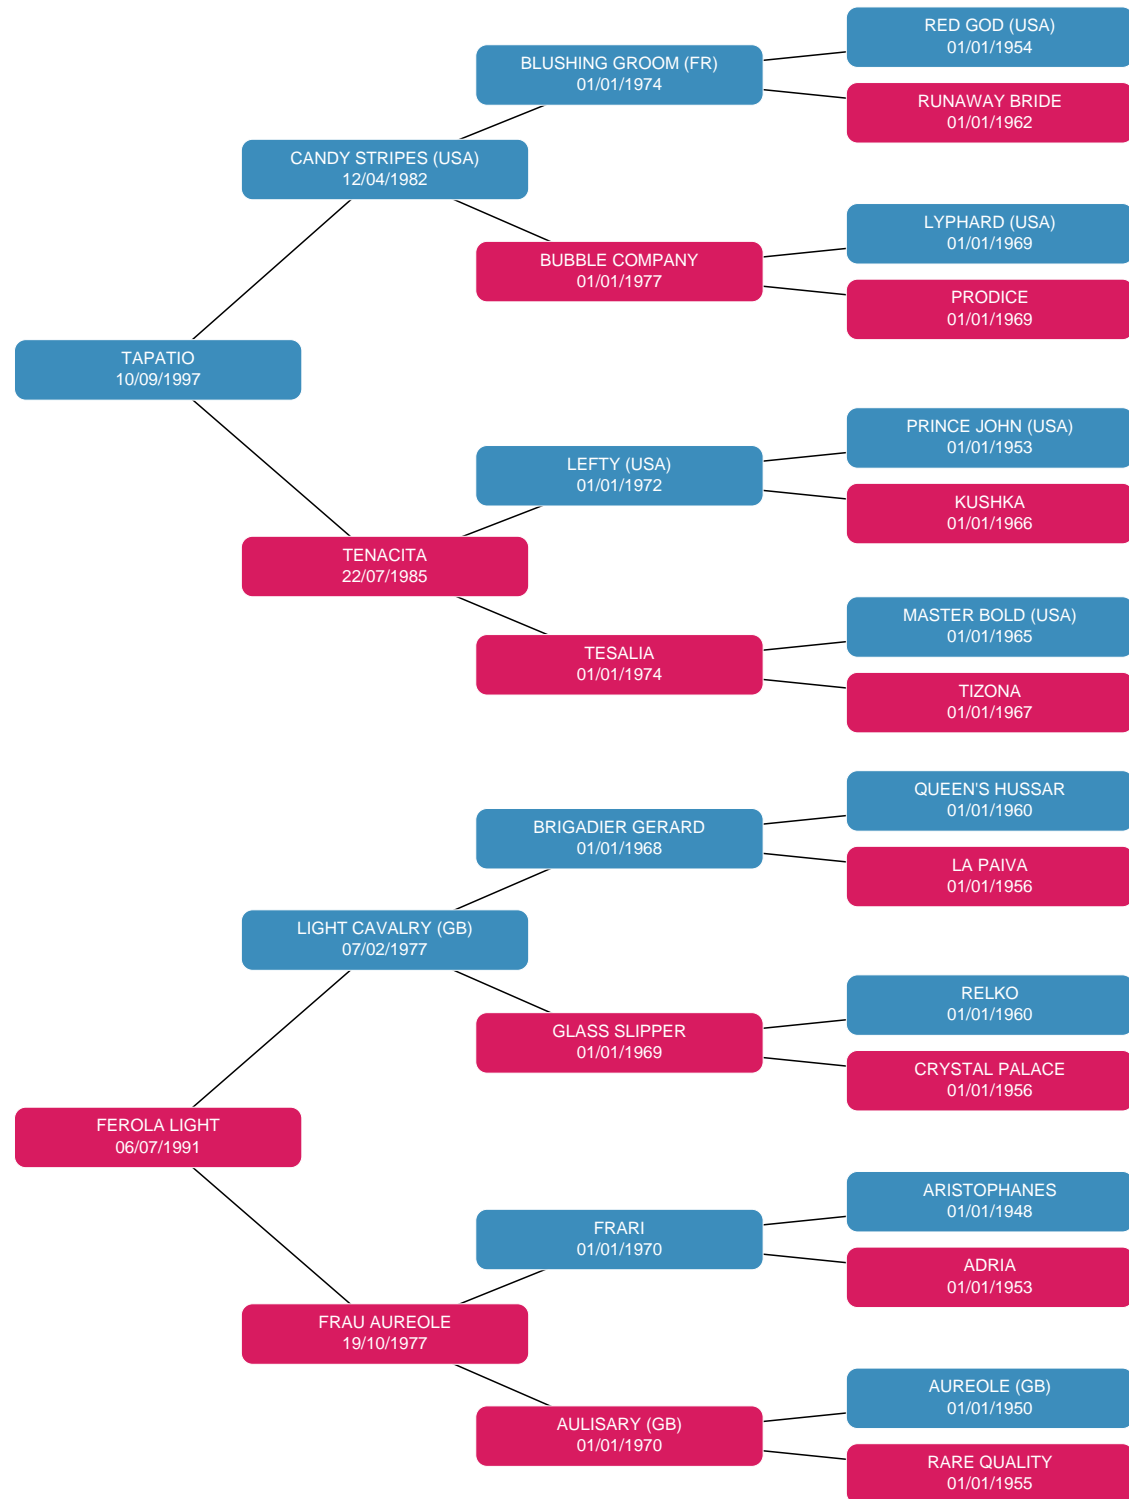 RED GOD (USA)
01/01/1954
BLUSHING GROOM (FR)
01/01/1974
RUNAWAY BRIDE
01/01/1962
CANDY STRIPES (USA)
12/04/1982
LYPHARD (USA)
01/01/1969
BUBBLE COMPANY
01/01/1977
PRODICE
01/01/1969
TAPATIO
10/09/1997
PRINCE JOHN (USA)
01/01/1953
LEFTY (USA)
01/01/1972
KUSHKA
01/01/1966
TENACITA
22/07/1985
MASTER BOLD (USA)
01/01/1965
TESALIA
01/01/1974
TIZONA
01/01/1967
QUEEN'S HUSSAR
01/01/1960
BRIGADIER GERARD
01/01/1968
LA PAIVA
01/01/1956
LIGHT CAVALRY (GB)
07/02/1977
RELKO
01/01/1960
GLASS SLIPPER
01/01/1969
CRYSTAL PALACE
01/01/1956
FEROLA LIGHT
06/07/1991
ARISTOPHANES
01/01/1948
FRARI
01/01/1970
ADRIA
01/01/1953
FRAU AUREOLE
19/10/1977
AUREOLE (GB)
01/01/1950
AULISARY (GB)
01/01/1970
RARE QUALITY
01/01/1955